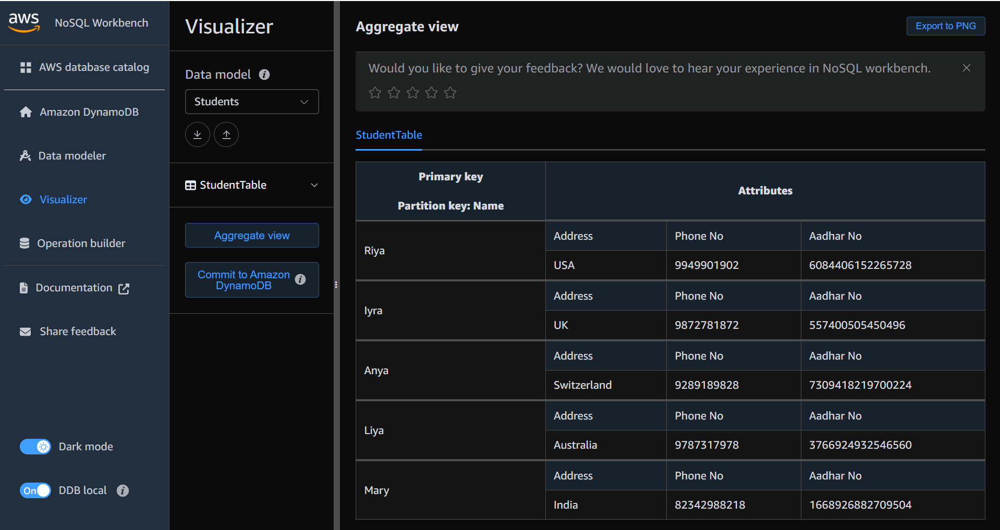 aws
NoSQL Workbench
AWS database catalog
Amazon DynamoDB
Data modeler
Visualizer
Operation builder
Documentation
Share feedback
Dark mode
On
DDB local
Visualizer
Data model
Students
StudentTable
Aggregate view
Commit to Amazon
DynamoDB
Aggregate view
Export to PNG
Would you like to give your feedback? We would love to hear your experience in NoSQL workbench.
StudentTable
Primary key
Partition key: Name
Attributes
Riya
Address Phone No Aadhar No
USA 9949901902 6084406152265728
Iyra
Address Phone No Aadhar No
UK 9872781872 557400505450496
Anya
Address Phone No Aadhar No
Switzerland 9289189828 7309418219700224
Liya
Address Phone No Aadhar No
Australia 9787317978 3766924932546560
Mary
Address Phone No Aadhar No
India 82342988218 1668926882709504